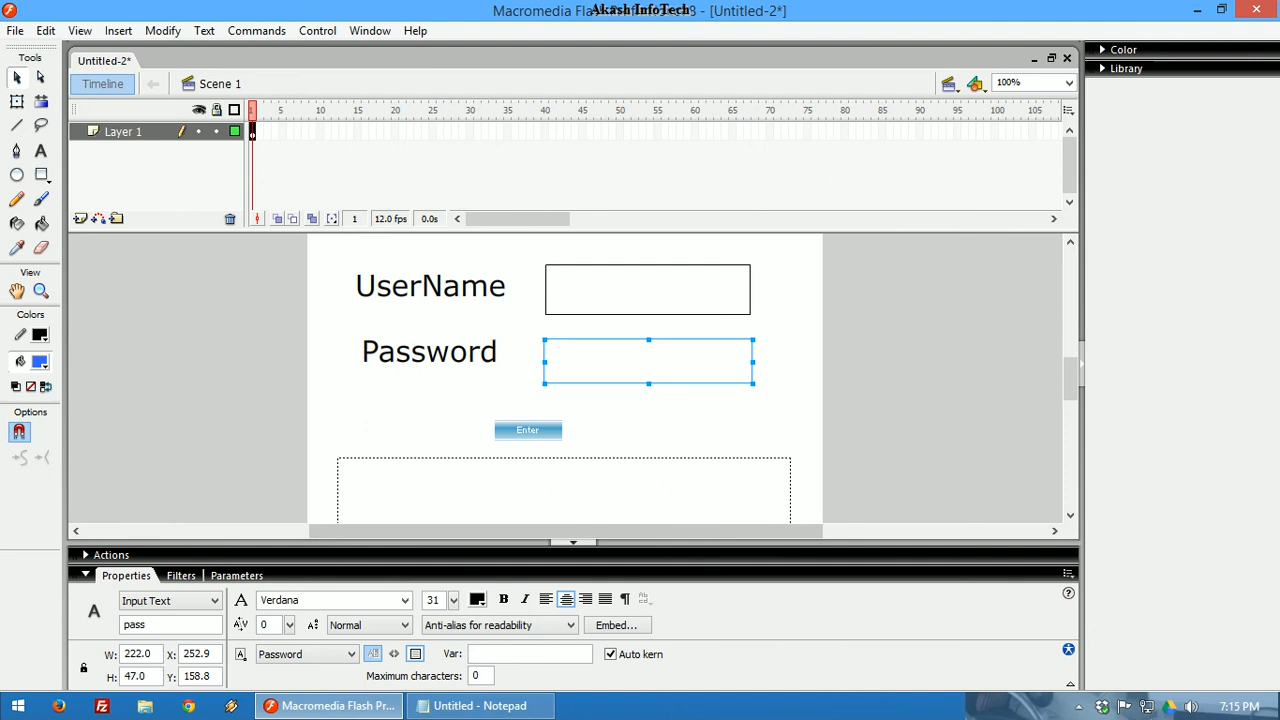 Macromedia Flash Pr 8 - [Untitled-2*]
Akash InfoTech
File Edit View Insert Modify Text Commands Control Window Help
Tools
Untitled-2*
Timeline
Scene 1
100%
Color
Library
5 10 15 20 25 30 35 40 45 50 55 60 65 70 75 80 85 90 95 100 105
Layer 1
1 12.0 fps 0.0s
View
Colors
Options
UserName
Password
Enter
Actions
Properties Filters Parameters
Input Text
A Verdana 31 B I
pass
A/V 0 Normal Anti-alias for readability Embed...
W: 222.0 X: 252.9
Password
Var:
Auto kern
H: 47.0 Y: 158.8
Maximum characters: 0
Macromedia Flash Pr...
Untitled - Notepad
7:15 PM